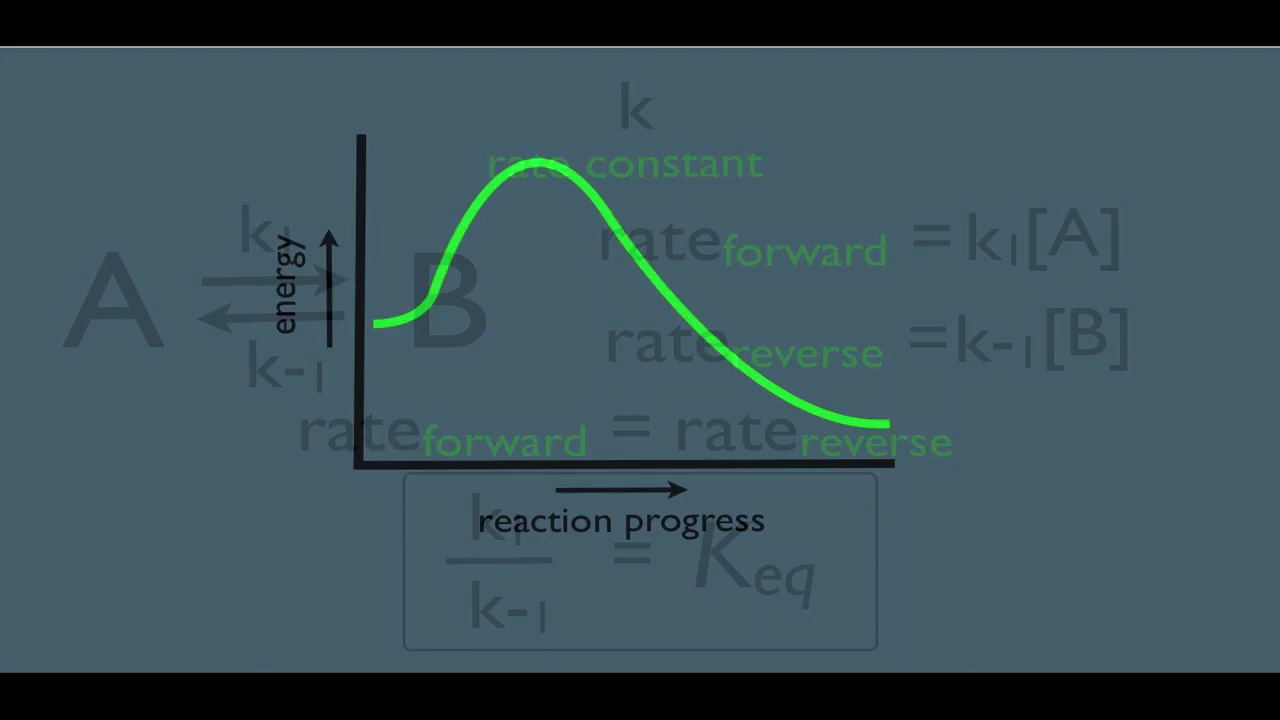 k
rate constant
k₁
A
B
k-₁
energy
rate forward = k₁[A]
rate reverse = k-₁[B]
rate forward = rate reverse
reaction progress
k₁
k-₁
= Keq